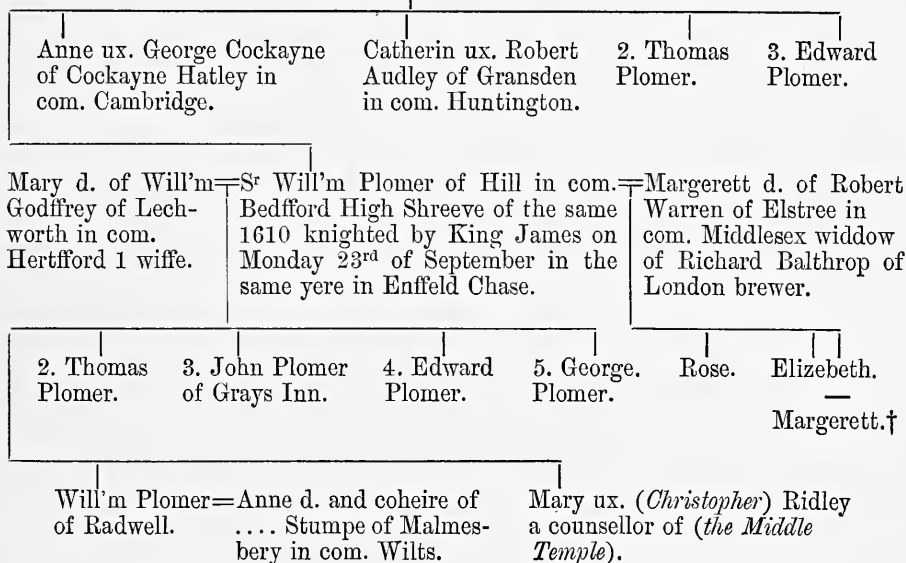 Anne ux. George Cockayne
of Cockayne Hatley in
com. Cambridge.
Catherin ux. Robert
Audley of Gransden
in com. Huntington.
2. Thomas
Plomer.
3. Edward
Plomer.
Mary d. of Will'm
Godffrey of Lech-
worth in com.
Hertfford 1 wiffe.
Sr Will'm Plomer of Hill in com.
Bedfford High Shreeve of the same
1610 knighted by King James on
Monday 23rd of September in the
same yere in Enffeld Chase.
Margerett d. of Robert
Warren of Elstree in
com. Middlesex widdow
of Richard Balthrop of
London brewer.
2. Thomas
Plomer.
3. John Plomer
of Grays Inn.
4. Edward
Plomer.
5. George.
Plomer.
Rose.
Elizebeth.
—
Margerett.†
Will'm Plomer=
of Radwell.
Anne d. and coheire of
.... Stumpe of Malmes-
bery in com. Wilts.
Mary ux. (Christopher) Ridley
a counsellor of (the Middle
Temple).